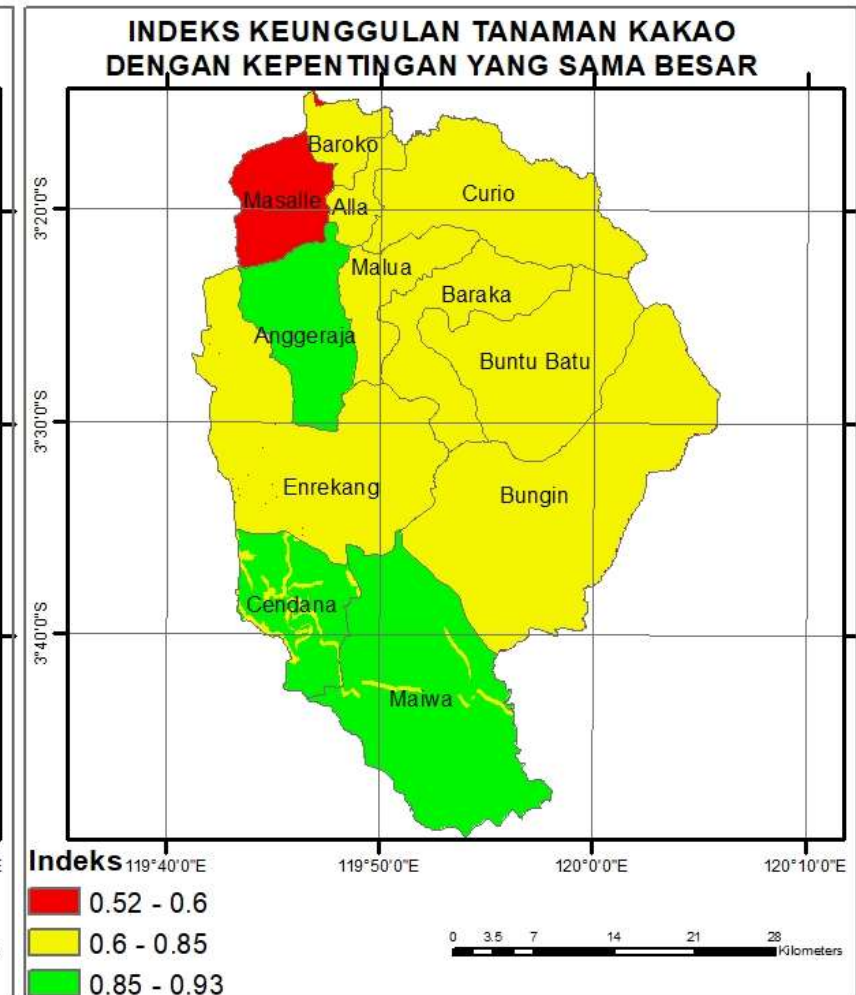 INDEKS KEUNGGULAN TANAMAN KAKAO
DENGAN KEPENTINGAN YANG SAMA BESAR
Baroko
Masalle
Alla
Curio
3°20'0"S
Malua
Baraka
Anggeraja
Buntu Batu
3°30'0"S
Enrekang
Bungin
Cendana
3°40'0"S
Maiwa
Indeks
119°40'0"E
119°50'0"E
120°0'0"E
120°10'0"E
0.52 - 0.6
0.6 - 0.85
0.85 - 0.93
0 3.5 7 14 21 28
Kilometers
E